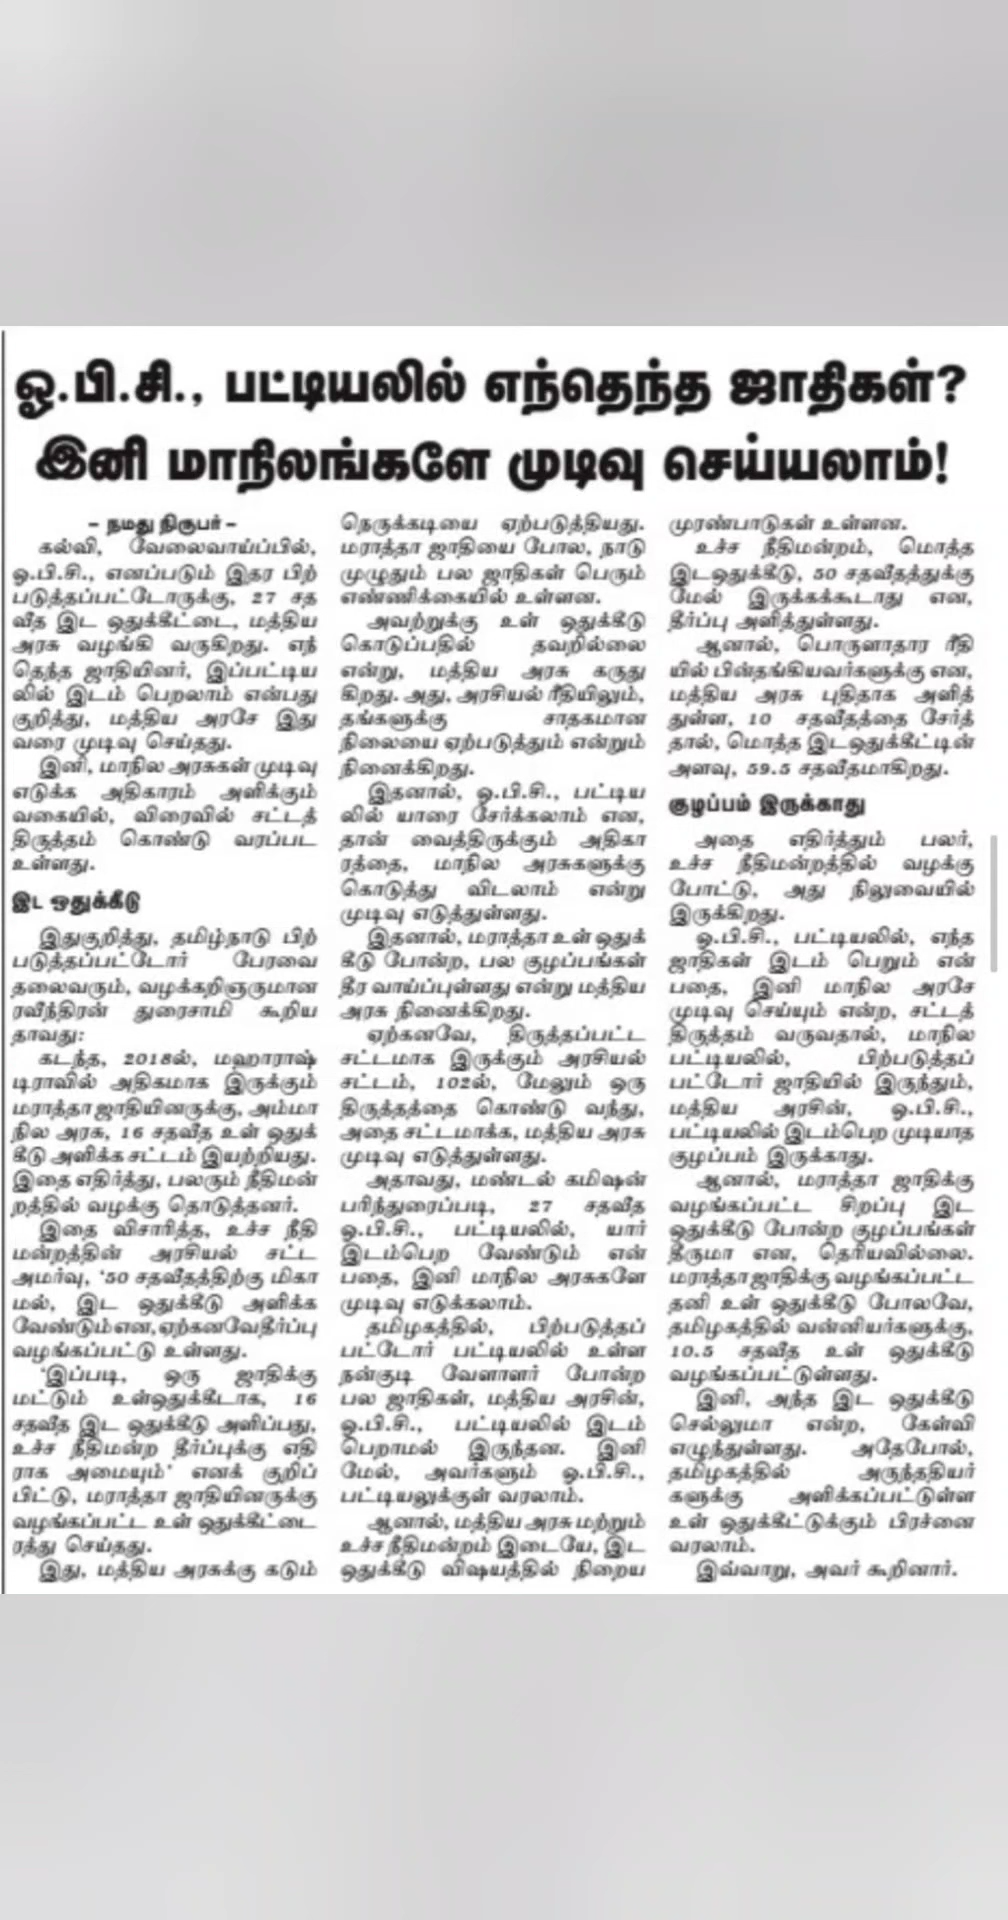 ஓ.பி.சி., பட்டியலில் எந்தெந்த ஜாதிகள்?
இனி மாநிலங்களே முடிவு செய்யலாம்!
– நமது நிருபர் –
கல்வி, வேலைவாய்ப்பில்,
ஓ.பி.சி., எனப்படும் இதர பிற்
படுத்தப்பட்டோருக்கு, 27 சத
வீத இட ஒதுக்கீட்டை, மத்திய
அரசு வழங்கி வருகிறது. எந்
தெந்த ஜாதியினர், இப்பட்டிய
லில் இடம் பெறலாம் என்பது
குறித்து, மத்திய அரசே இது
வரை முடிவு செய்தது.
இனி, மாநில அரசுகள் முடிவு
எடுக்க அதிகாரம் அளிக்கும்
வகையில், விரைவில் சட்டத்
திருத்தம் கொண்டு வரப்பட
உள்ளது.
இட ஒதுக்கீடு
இதுகுறித்து, தமிழ்நாடு பிற்
படுத்தப்பட்டோர் பேரவை
தலைவரும், வழக்கறிஞருமான
ரவீந்திரன் துரைசாமி கூறிய
தாவது:
கடந்த, 2018ல், மஹாராஷ்
டிராவில் அதிகமாக இருக்கும்
மராத்தா ஜாதியினருக்கு, அம்மா
நில அரசு, 16 சதவீத உள் ஒதுக்
கீடு அளிக்க சட்டம் இயற்றியது.
இதை எதிர்த்து, பலரும் நீதிமன்
றத்தில் வழக்கு தொடுத்தனர்.
இதை விசாரித்த, உச்ச நீதி
மன்றத்தின் அரசியல் சட்ட
அமர்வு, '50 சதவீதத்திற்கு மிகா
மல், இட ஒதுக்கீடு அளிக்க
வேண்டும் என, ஏற்கனவே தீர்ப்பு
வழங்கப்பட்டு உள்ளது.
'இப்படி, ஒரு ஜாதிக்கு
மட்டும் உள்ஒதுக்கீடாக, 16
சதவீத இட ஒதுக்கீடு அளிப்பது,
உச்ச நீதிமன்ற தீர்ப்புக்கு எதி
ராக அமையும்' எனக் குறிப்
பிட்டு, மராத்தா ஜாதியினருக்கு
வழங்கப்பட்ட உள் ஒதுக்கீட்டை
ரத்து செய்தது.
இது, மத்திய அரசுக்கு கடும்
நெருக்கடியை ஏற்படுத்தியது.
மராத்தா ஜாதியை போல, நாடு
முழுதும் பல ஜாதிகள் பெரும்
எண்ணிக்கையில் உள்ளன.
அவற்றுக்கு உள் ஒதுக்கீடு
கொடுப்பதில் தவறில்லை
என்று, மத்திய அரசு கருது
கிறது. அது, அரசியல் ரீதியிலும்,
தங்களுக்கு சாதகமான
நிலையை ஏற்படுத்தும் என்றும்
நினைக்கிறது.
இதனால், ஓ.பி.சி., பட்டிய
லில் யாரை சேர்க்கலாம் என,
தான் வைத்திருக்கும் அதிகா
ரத்தை, மாநில அரசுகளுக்கு
கொடுத்து விடலாம் என்று
முடிவு எடுத்துள்ளது.
இதனால், மராத்தா உள் ஒதுக்
கீடு போன்ற, பல குழப்பங்கள்
தீர வாய்ப்புள்ளது என்று மத்திய
அரசு நினைக்கிறது.
ஏற்கனவே, திருத்தப்பட்ட
சட்டமாக இருக்கும் அரசியல்
சட்டம், 102ல், மேலும் ஒரு
திருத்தத்தை கொண்டு வந்து,
அதை சட்டமாக்க, மத்திய அரசு
முடிவு எடுத்துள்ளது.
அதாவது, மண்டல் கமிஷன்
பரிந்துரைப்படி, 27 சதவீத
ஓ.பி.சி., பட்டியலில், யார்
இடம்பெற வேண்டும் என்
பதை, இனி மாநில அரசுகளே
முடிவு எடுக்கலாம்.
தமிழகத்தில், பிற்படுத்தப்
பட்டோர் பட்டியலில் உள்ள
நன்குடி வேளாளர் போன்ற
பல ஜாதிகள், மத்திய அரசின்,
ஓ.பி.சி., பட்டியலில் இடம்
பெறாமல் இருந்தன. இனி
மேல், அவர்களும் ஓ.பி.சி.,
பட்டியலுக்குள் வரலாம்.
ஆனால், மத்திய அரசு மற்றும்
உச்ச நீதிமன்றம் இடையே, இட
ஒதுக்கீடு விஷயத்தில் நிறைய
முரண்பாடுகள் உள்ளன.
உச்ச நீதிமன்றம், மொத்த
இடஒதுக்கீடு, 50 சதவீதத்துக்கு
மேல் இருக்கக்கூடாது என,
தீர்ப்பு அளித்துள்ளது.
ஆனால், பொருளாதார ரீதி
யில் பின்தங்கியவர்களுக்கு என,
மத்திய அரசு புதிதாக அளித்
துள்ள, 10 சதவீதத்தை சேர்த்
தால், மொத்த இடஒதுக்கீட்டின்
அளவு, 59.5 சதவீதமாகிறது.
குழப்பம் இருக்காது
அதை எதிர்த்தும் பலர்,
உச்ச நீதிமன்றத்தில் வழக்கு
போட்டு, அது நிலுவையில்
இருக்கிறது.
ஓ.பி.சி., பட்டியலில், எந்த
ஜாதிகள் இடம் பெறும் என்
பதை, இனி மாநில அரசே
முடிவு செய்யும் என்ற, சட்டத்
திருத்தம் வருவதால், மாநில
பட்டியலில், பிற்படுத்தப்
பட்டோர் ஜாதியில் இருந்தும்,
மத்திய அரசின், ஓ.பி.சி.,
பட்டியலில் இடம்பெற முடியாத
குழப்பம் இருக்காது.
ஆனால், மராத்தா ஜாதிக்கு
வழங்கப்பட்ட சிறப்பு இட
ஒதுக்கீடு போன்ற குழப்பங்கள்
தீருமா என, தெரியவில்லை.
மராத்தா ஜாதிக்கு வழங்கப்பட்ட
தனி உள் ஒதுக்கீடு போலவே,
தமிழகத்தில் வன்னியர்களுக்கு,
10.5 சதவீத உள் ஒதுக்கீடு
வழங்கப்பட்டுள்ளது.
இனி, அந்த இட ஒதுக்கீடு
செல்லுமா என்ற, கேள்வி
எழுந்துள்ளது. அதேபோல்,
தமிழகத்தில் அருந்ததியர்
களுக்கு அளிக்கப்பட்டுள்ள
உள் ஒதுக்கீட்டுக்கும் பிரச்னை
வரலாம்.
இவ்வாறு, அவர் கூறினார்.